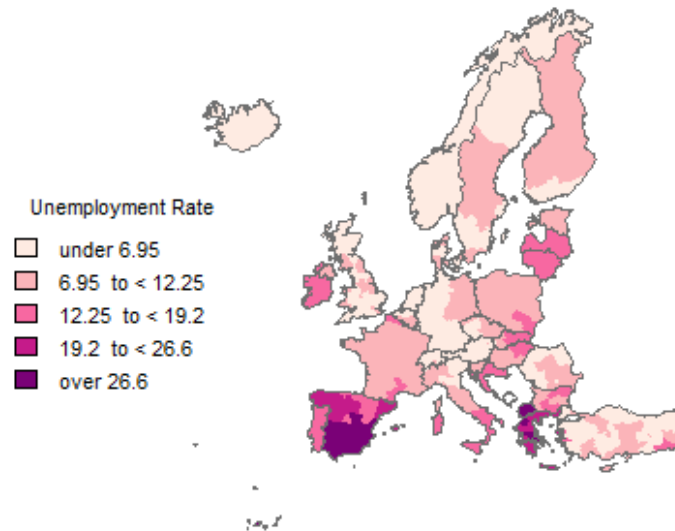 Unemployment Rate
under 6.95
6.95 to < 12.25
12.25 to < 19.2
19.2 to < 26.6
over 26.6